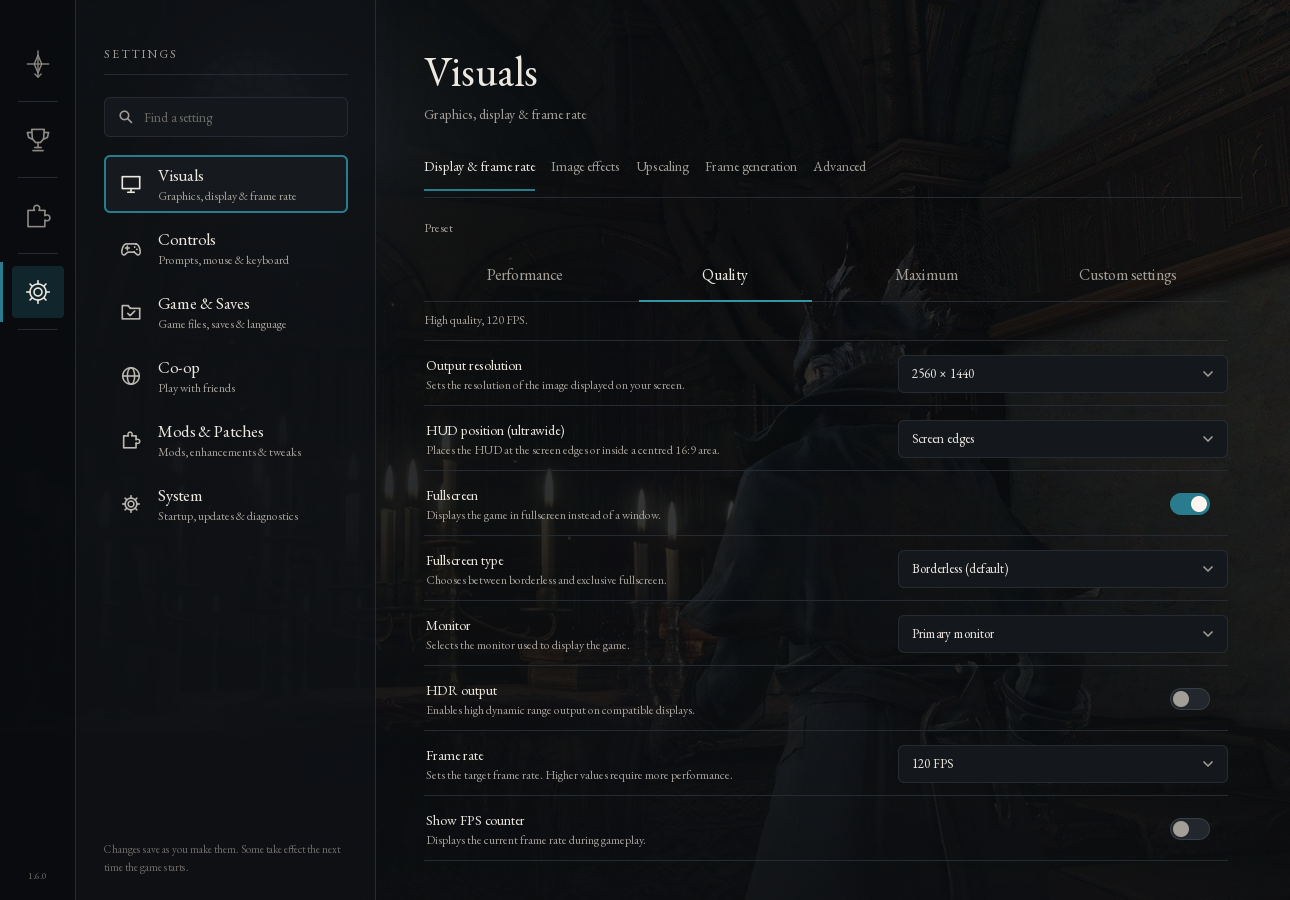 SETTINGS
Find a setting
Visuals
Graphics, display & frame rate
Controls
Prompts, mouse & keyboard
Game & Saves
Game files, saves & language
Co-op
Play with friends
Mods & Patches
Mods, enhancements & tweaks
System
Startup, updates & diagnostics
Changes save as you make them. Some take effect the next
time the game starts.
1.6.0
Visuals
Graphics, display & frame rate
Display & frame rate Image effects Upscaling Frame generation Advanced
Preset
Performance Quality Maximum Custom settings
High quality, 120 FPS.
Output resolution
Sets the resolution of the image displayed on your screen.
2560 × 1440
HUD position (ultrawide)
Places the HUD at the screen edges or inside a centred 16:9 area.
Screen edges
Fullscreen
Displays the game in fullscreen instead of a window.
Fullscreen type
Chooses between borderless and exclusive fullscreen.
Borderless (default)
Monitor
Selects the monitor used to display the game.
Primary monitor
HDR output
Enables high dynamic range output on compatible displays.
Frame rate
Sets the target frame rate. Higher values require more performance.
120 FPS
Show FPS counter
Displays the current frame rate during gameplay.